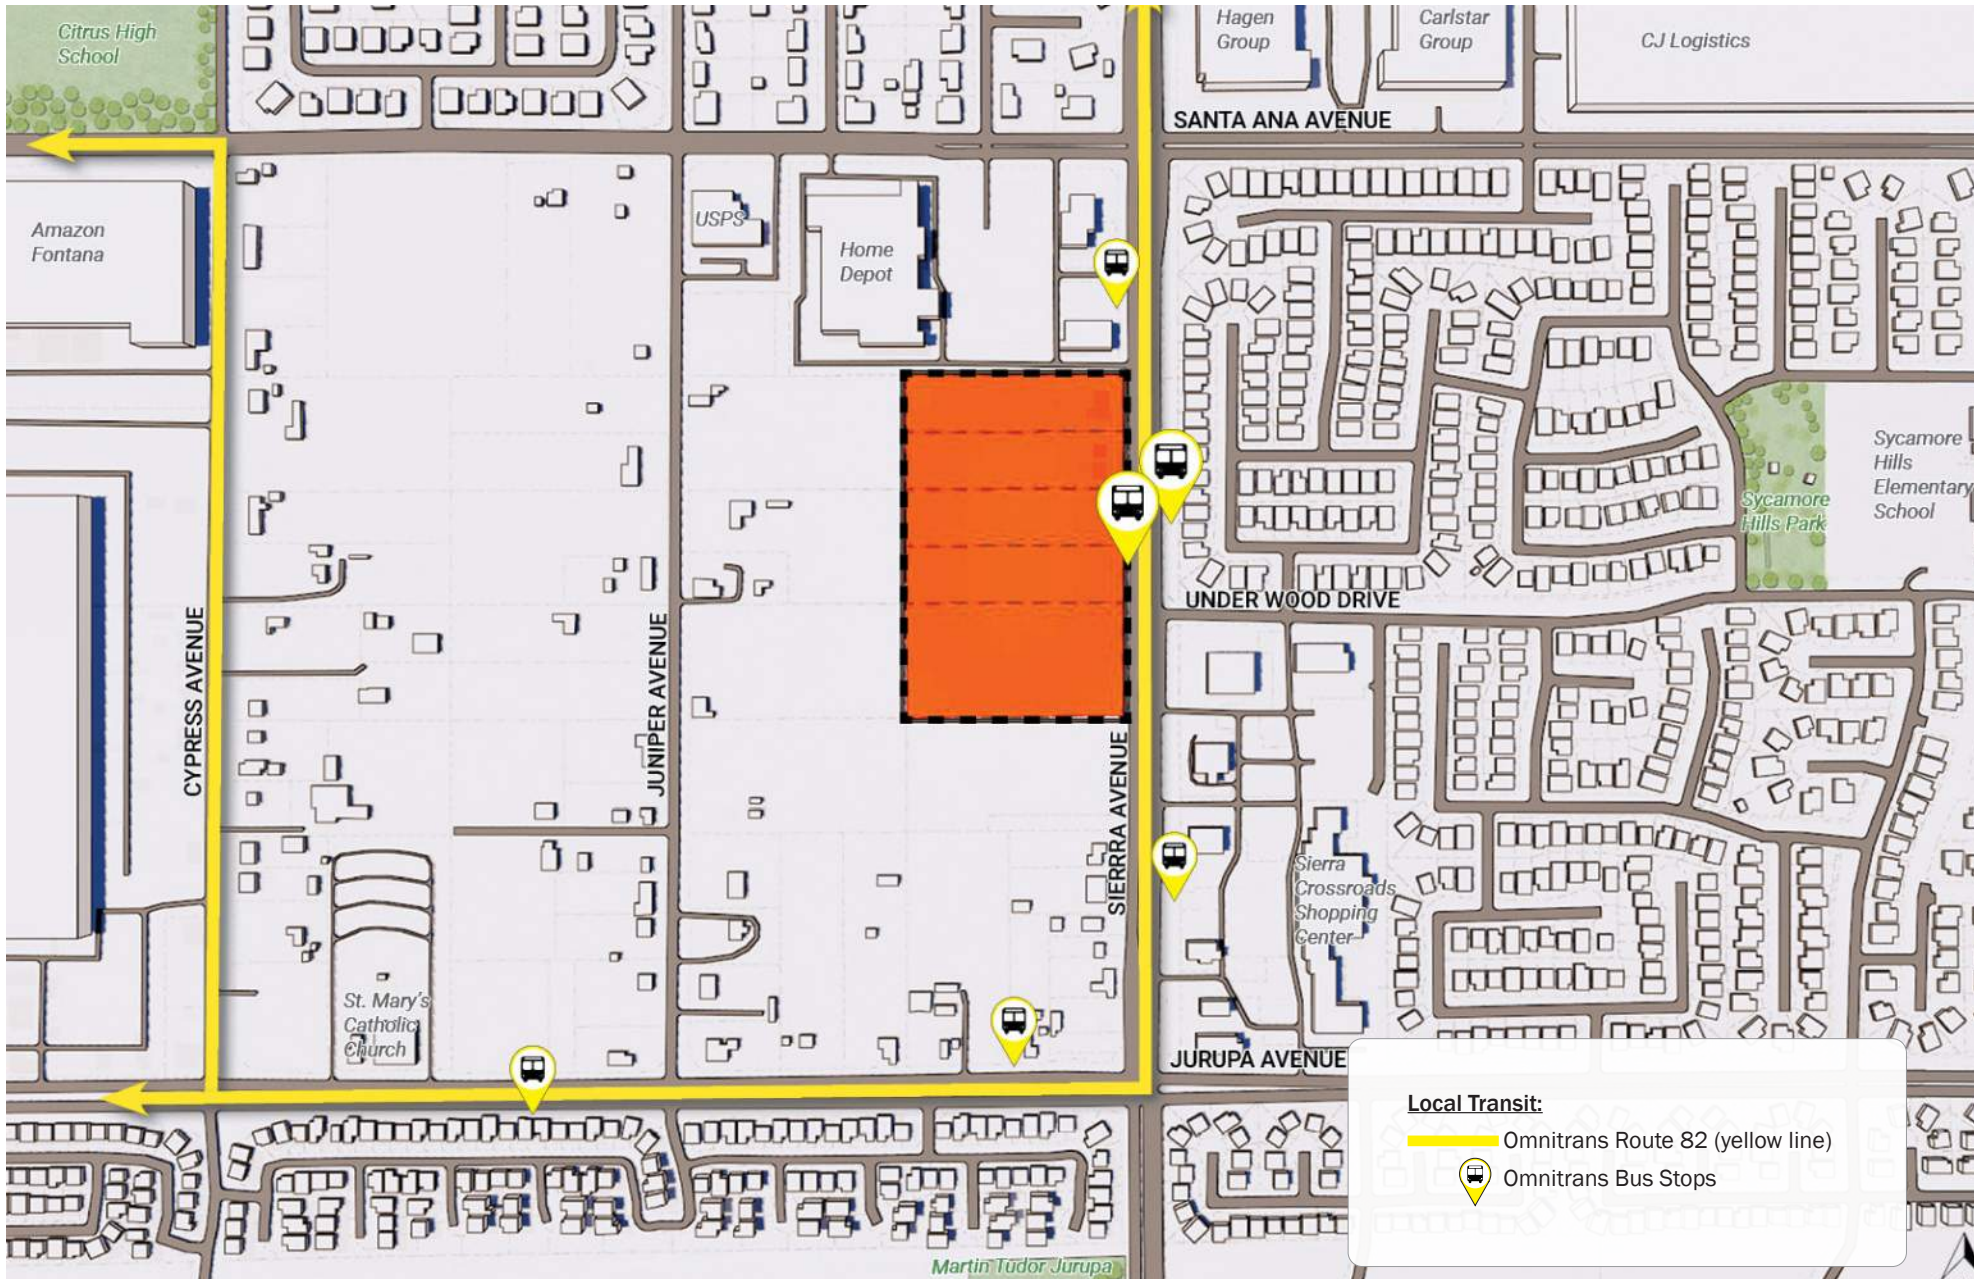 Citrus High
School
Hagen
Group
Carlstar
Group
CJ Logistics
SANTA ANA AVENUE
Amazon
Fontana
USPS
Home
Depot
Sycamore
Hills
Elementary
School
Sycamore
Hills Park
UNDER WOOD DRIVE
CYPRESS AVENUE
JUNIPER AVENUE
SIERRA AVENUE
Sierra
Crossroads
Shopping
Center
St. Mary's
Catholic
Church
JURUPA AVENUE
Local Transit:
Omnitrans Route 82 (yellow line)
Omnitrans Bus Stops
Martin Tudor Jurupa